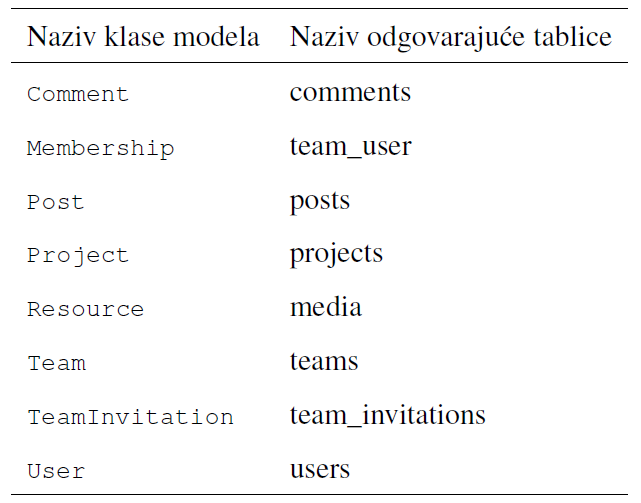 Naziv klase modela Naziv odgovarajuće tablice
Comment comments
Membership team_user
Post posts
Project projects
Resource media
Team teams
TeamInvitation team_invitations
User users